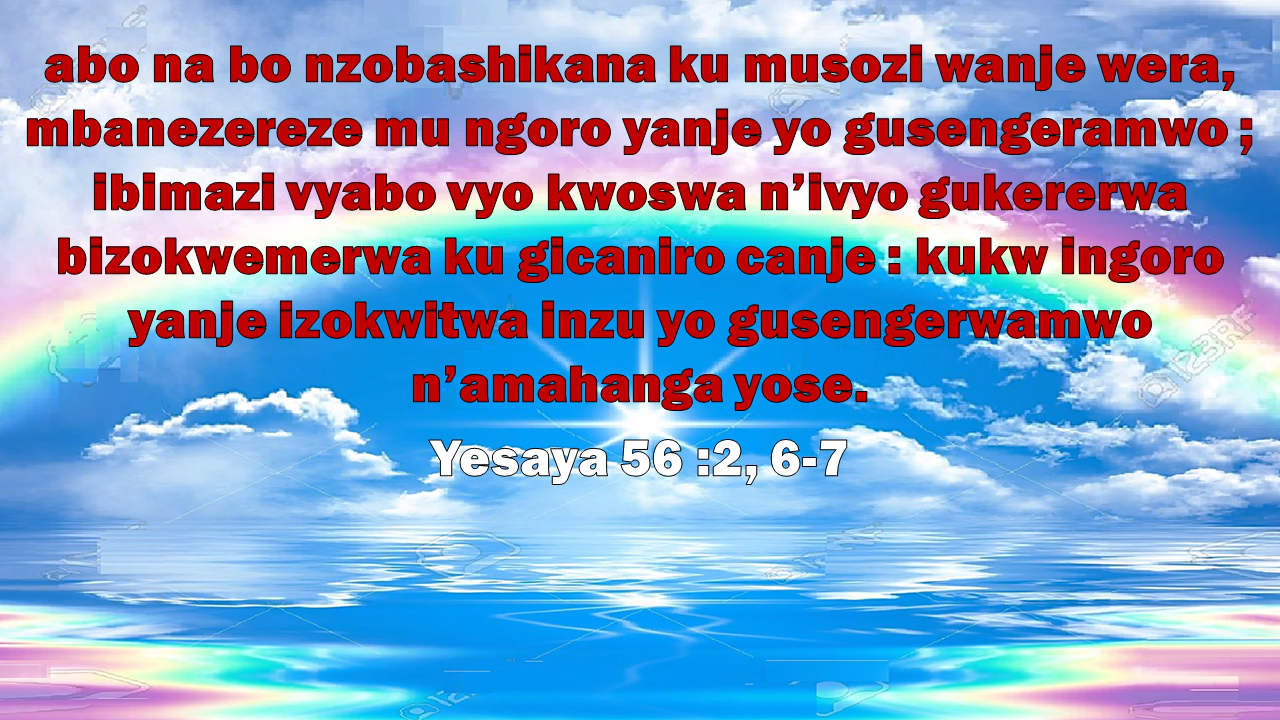 abo na bo nzobashikana ku musozi wanje wera,
mbanezereze mu ngoro yanje yo gusengeramwo ;
ibimazi vyabo vyo kwoswa n’ivyo gukererwa
bizokwemerwa ku gicaniro canje : kukw ingoro
yanje izokwitwa inzu yo gusengerwamwo
n’amahanga yose.
Yesaya 56 :2, 6-7
123RF